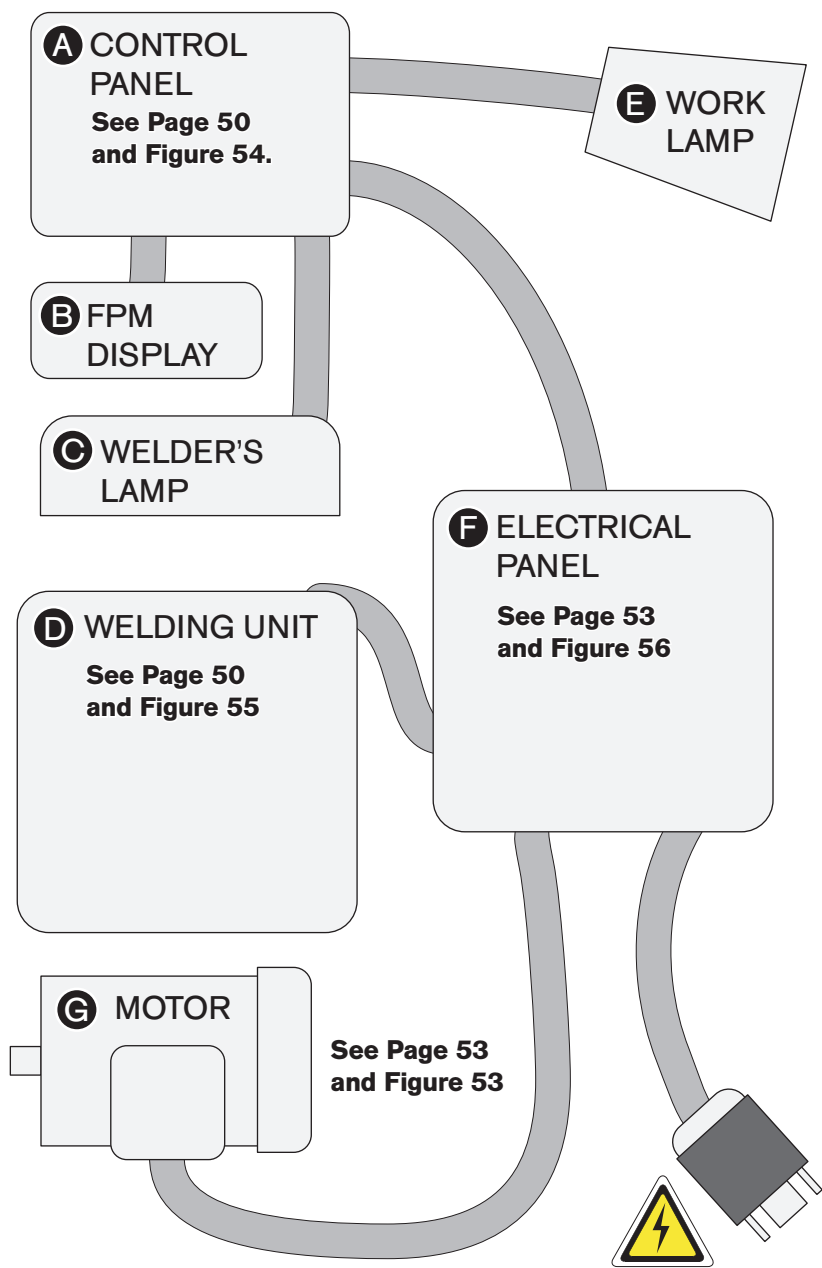 A CONTROL
PANEL
See Page 50
and Figure 54.
E WORK
LAMP
B FPM
DISPLAY
C WELDER'S
LAMP
F ELECTRICAL
PANEL
See Page 53
and Figure 56
D WELDING UNIT
See Page 50
and Figure 55
G MOTOR
See Page 53
and Figure 53